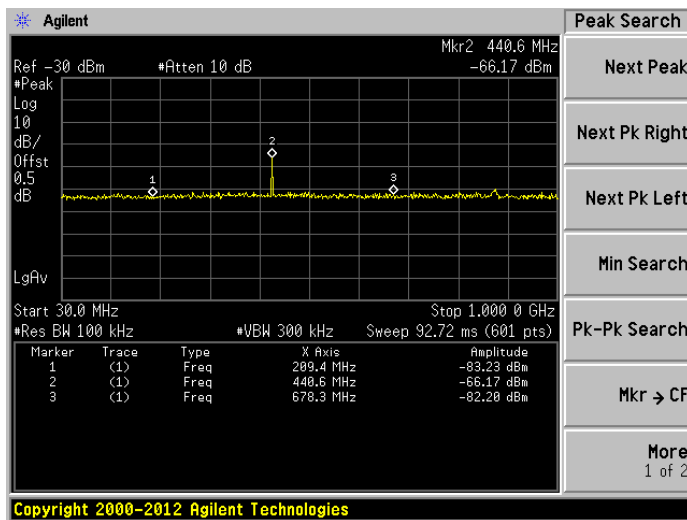 Agilent
Peak Search
Mkr2 440.6 MHz
Ref -30 dBm #Atten 10 dB -66.17 dBm
#Peak
Log
10
dB/
Offst
0.5
dB
1
2
3
LgAv
Start 30.0 MHz Stop 1.000 0 GHz
#Res BW 100 kHz #VBW 300 kHz Sweep 92.72 ms (601 pts)
Marker Trace Type X Axis Amplitude
1 (1) Freq 209.4 MHz -83.23 dBm
2 (1) Freq 440.6 MHz -66.17 dBm
3 (1) Freq 678.3 MHz -82.20 dBm
Copyright 2000-2012 Agilent Technologies
Next Peak
Next Pk Right
Next Pk Left
Min Search
Pk-Pk Search
Mkr → CF
More
1 of 2